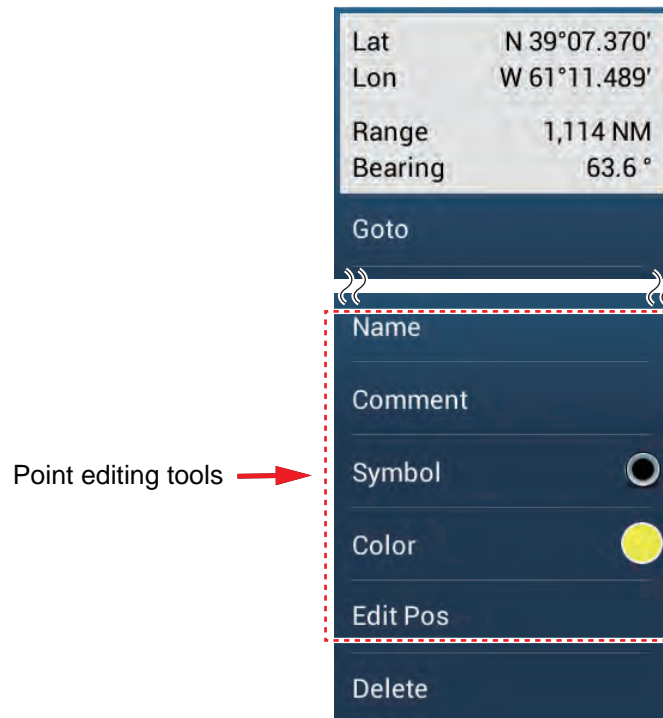 Lat N 39°07.370'
Lon W 61°11.489'
Range 1,114 NM
Bearing 63.6°
Goto
Name
Comment
Point editing tools
Symbol
Color
Edit Pos
Delete